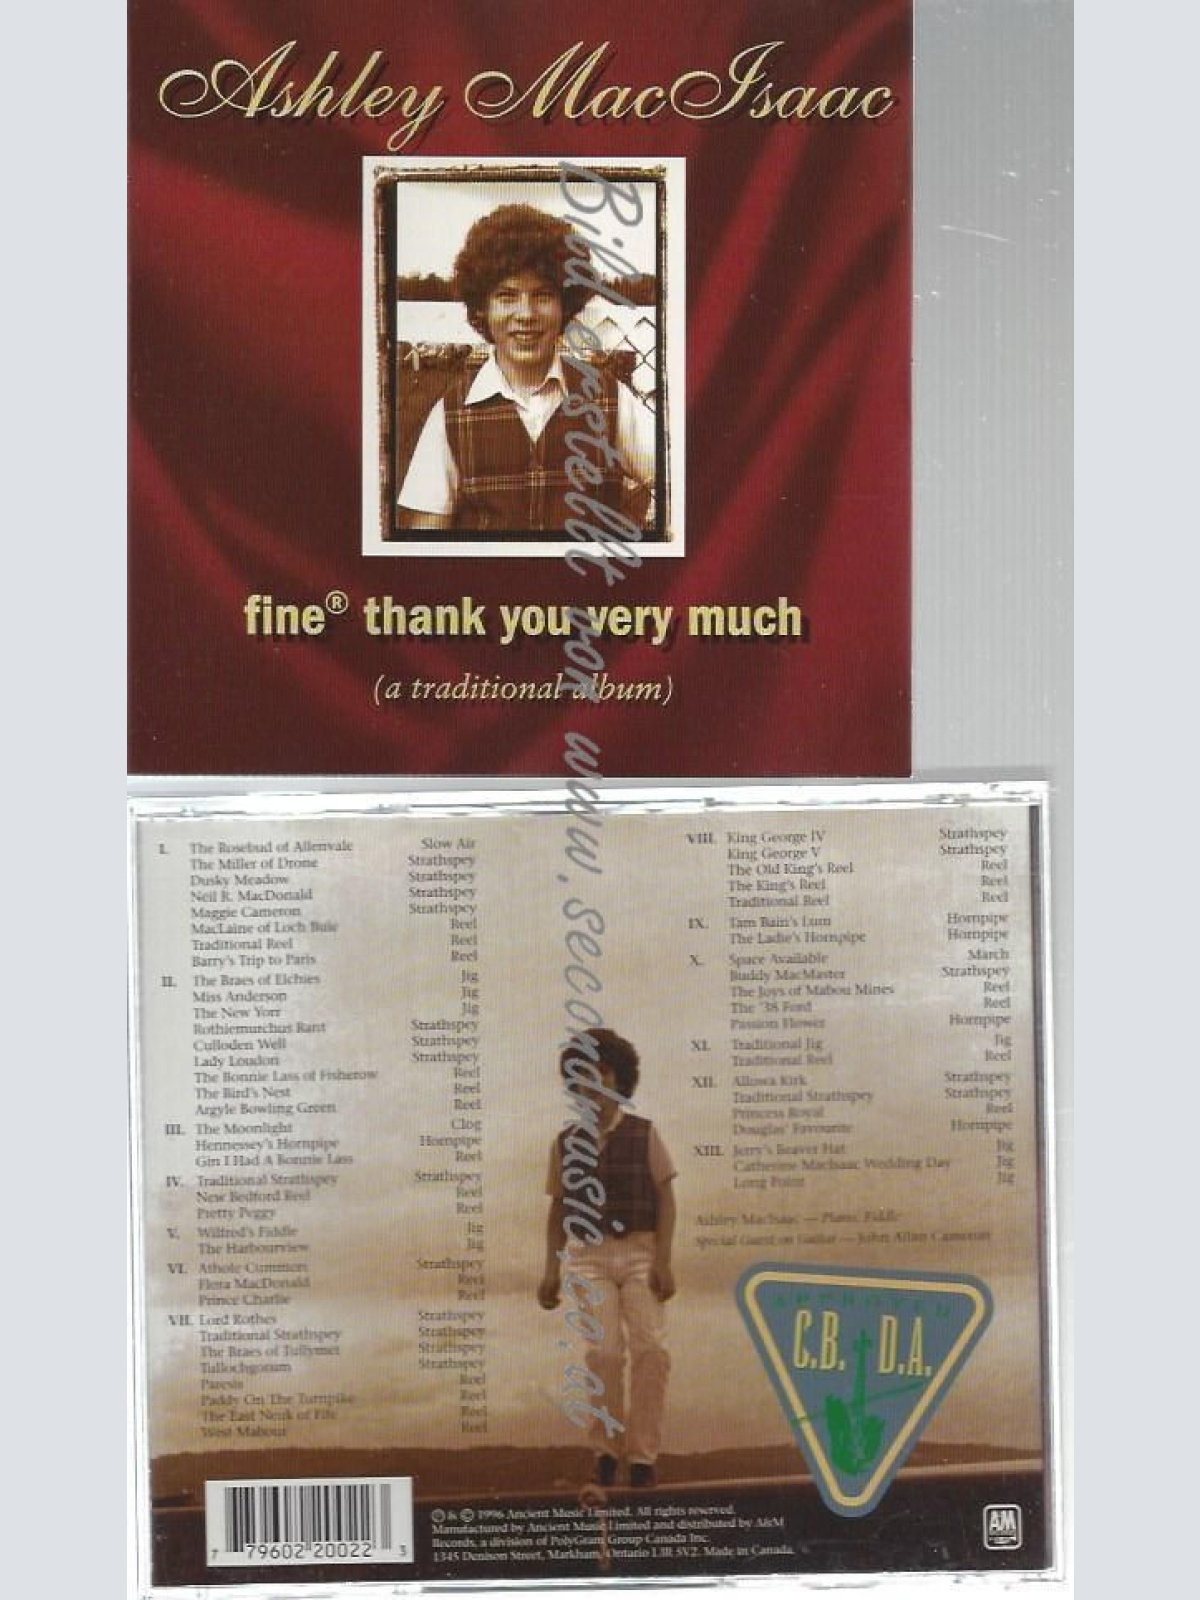 Ashley MacIsaac
fine® thank you very much
(a traditional album)
Bild erstellt von www.secondmusic.co.at
I. The Rosebud of Allenvale Slow Air
The Miller of Drone Strathspey
Dusky Meadow Strathspey
Neil R. MacDonald Strathspey
Maggie Cameron Strathspey
MacLaine of Loch Buie Reel
Traditional Reel Reel
Barry's Trip to Paris Reel
II. The Braes of Elchies Jig
Miss Anderson Jig
The New Yorr Jig
Rothiemurchus Rant Strathspey
Culloden Well Strathspey
Lady Loudon Strathspey
The Bonnie Lass of Fisherow Reel
The Bird's Nest Reel
Argyle Bowling Green Reel
III. The Moonlight Clog
Hennessey's Hornpipe Hornpipe
Gin I Had A Bonnie Lass Reel
IV. Traditional Strathspey Strathspey
New Bedford Reel Reel
Pretty Peggy Reel
V. Wilfred's Fiddle Jig
The Harbourview Jig
VI. Athole Cummers Strathspey
Flora MacDonald Reel
Prince Charlie Reel
VII. Lord Rothes Strathspey
Traditional Strathspey Strathspey
The Braes of Tullymet Strathspey
Tullochgorum Strathspey
Paresis Reel
Paddy On The Turnpike Reel
The East Neuk of Fife Reel
West Mabour Reel
VIII. King George IV Strathspey
King George V Strathspey
The Old King's Reel Reel
The King's Reel Reel
Traditional Reel Reel
IX. Tam Bain's Lum Hornpipe
The Ladie's Hornpipe Hornpipe
X. Space Available March
Buddy MacMaster Strathspey
The Joys of Mabou Mines Reel
The '38 Ford Reel
Passion Flower Hornpipe
XI. Traditional Jig Jig
Traditional Reel Reel
XII. Allowa Kirk Strathspey
Traditional Strathspey Strathspey
Princess Royal Reel
Douglas' Favourite Hornpipe
XIII. Jerry's Beaver Hat Jig
Catherine MacIsaac Wedding Day Jig
Long Point Jig
Ashley MacIsaac — Piano, Fiddle
Special Guest on Guitar — John Allan Cameron
APPROVED
C.B. D.A.
7 79602 20022 3
℗ & © 1996 Ancient Music Limited. All rights reserved.
Manufactured by Ancient Music Limited and distributed by A&M
Records, a division of PolyGram Group Canada Inc.
1345 Denison Street, Markham, Ontario L3R 5V2. Made in Canada.
A&M